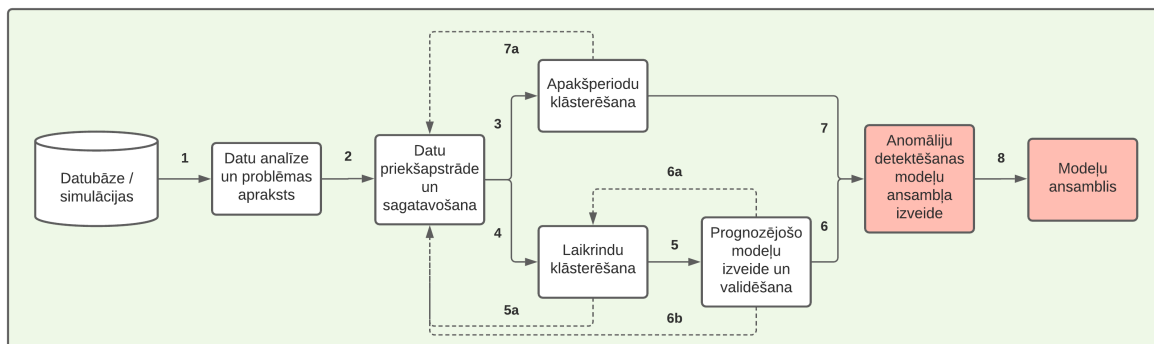 7a
Apakšperiodu
klāsterēšana
3
7
Datubāze /
simulācijas
1
Datu analīze
un problēmas
apraksts
2
Datu
priekšapstrāde
un
sagatavošana
Anomāliju
detektēšanas
modeļu
ansambļa
izveide
8
Modeļu
ansamblis
6a
4
Laikrindu
klāsterēšana
5
Prognozējošo
modeļu
izveide un
validēšana
6
5a
6b